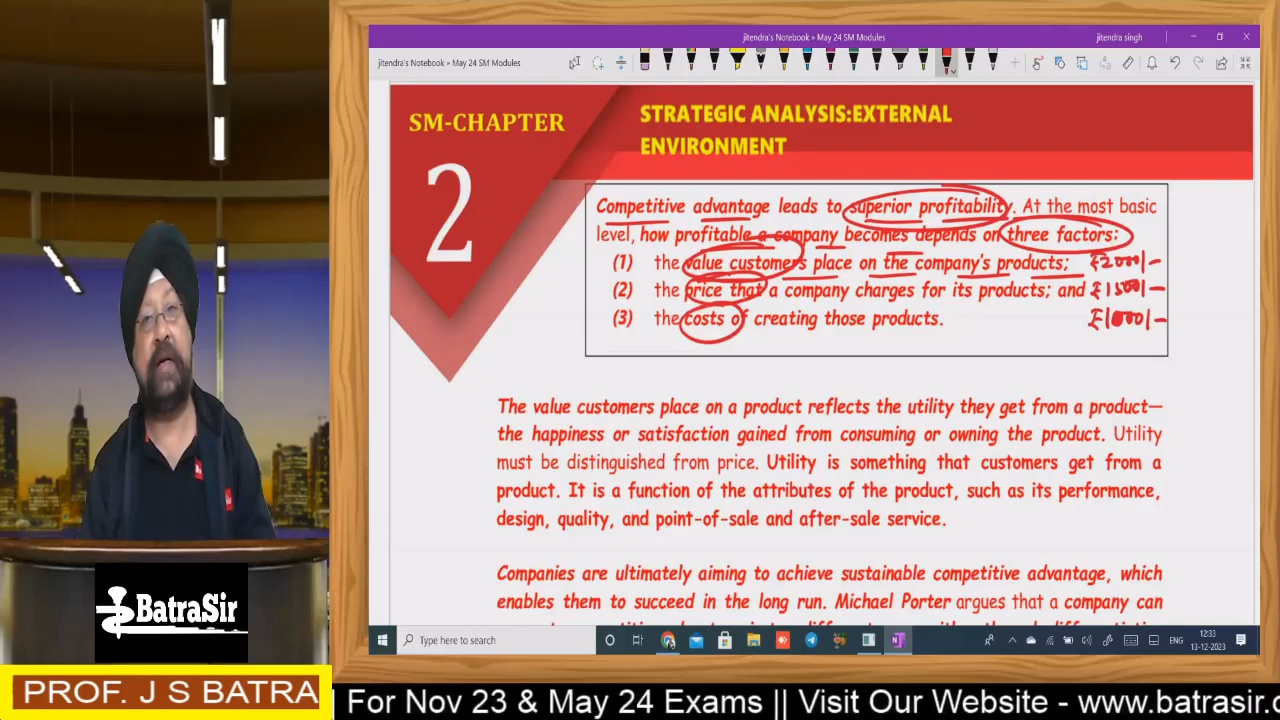 jitendra's Notebook » May 24 SM Modules
jitendra singh
jitendra's Notebook » May 24 SM Modules
SM-CHAPTER
2
STRATEGIC ANALYSIS:EXTERNAL
ENVIRONMENT
Competitive advantage leads to superior profitability. At the most basic
level, how profitable a company becomes depends on three factors:
(1) the value customers place on the company's products; ₹2000/-
(2) the price that a company charges for its products; and ₹1500/-
(3) the costs of creating those products. ₹1000/-
The value customers place on a product reflects the utility they get from a product—
the happiness or satisfaction gained from consuming or owning the product. Utility
must be distinguished from price. Utility is something that customers get from a
product. It is a function of the attributes of the product, such as its performance,
design, quality, and point-of-sale and after-sale service.
Companies are ultimately aiming to achieve sustainable competitive advantage, which
enables them to succeed in the long run. Michael Porter argues that a company can
Type here to search
ENG
12:33
13-12-2023
BatraSir
PROF. J S BATRA
For Nov 23 & May 24 Exams || Visit Our Website - www.batrasir.c